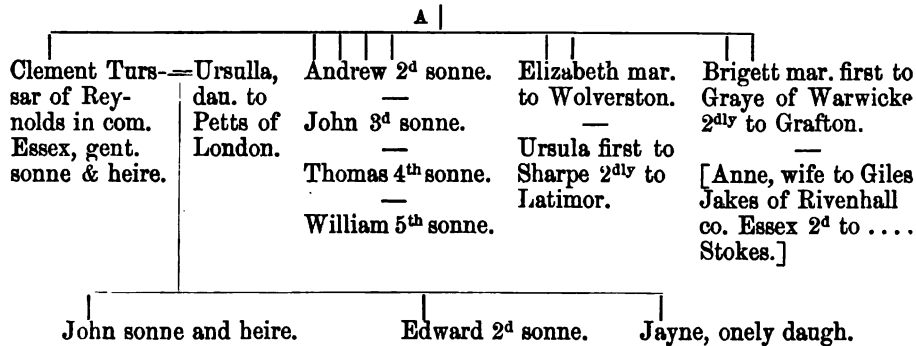 A
Clement Turs-=Ursulla,
sar of Rey-
nolds in com.
Essex, gent.
sonne & heire.
dau. to
Petts of
London.
Andrew 2d sonne.
—
John 3d sonne.
—
Thomas 4th sonne.
—
William 5th sonne.
Elizabeth mar.
to Wolverston.
—
Ursula first to
Sharpe 2dly to
Latimor.
Brigett mar. first to
Graye of Warwicke
2dly to Grafton.
—
[Anne, wife to Giles
Jakes of Rivenhall
co. Essex 2d to ....
Stokes.]
John sonne and heire.
Edward 2d sonne.
Jayne, onely daugh.